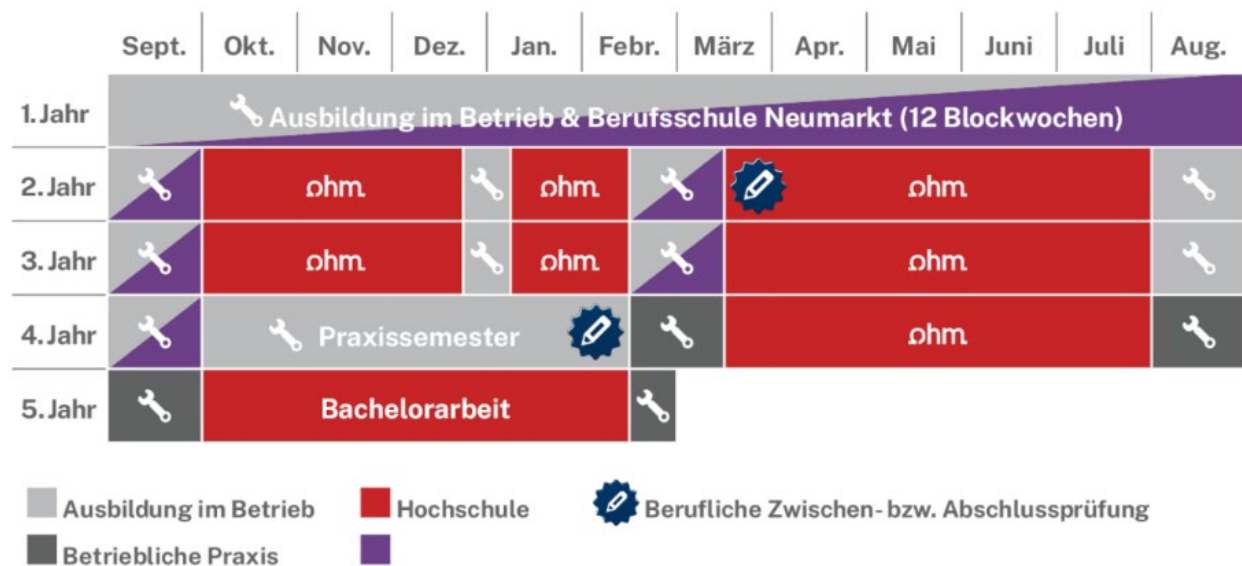 Sept. Okt. Nov. Dez. Jan. Febr. März Apr. Mai Juni Juli Aug.
1. Jahr Ausbildung im Betrieb & Berufsschule Neumarkt (12 Blockwochen)
2. Jahr ohm ohm ohm
3. Jahr ohm ohm ohm
4. Jahr Praxissemester ohm
5. Jahr Bachelorarbeit
Ausbildung im Betrieb Hochschule Berufliche Zwischen- bzw. Abschlussprüfung
Betriebliche Praxis